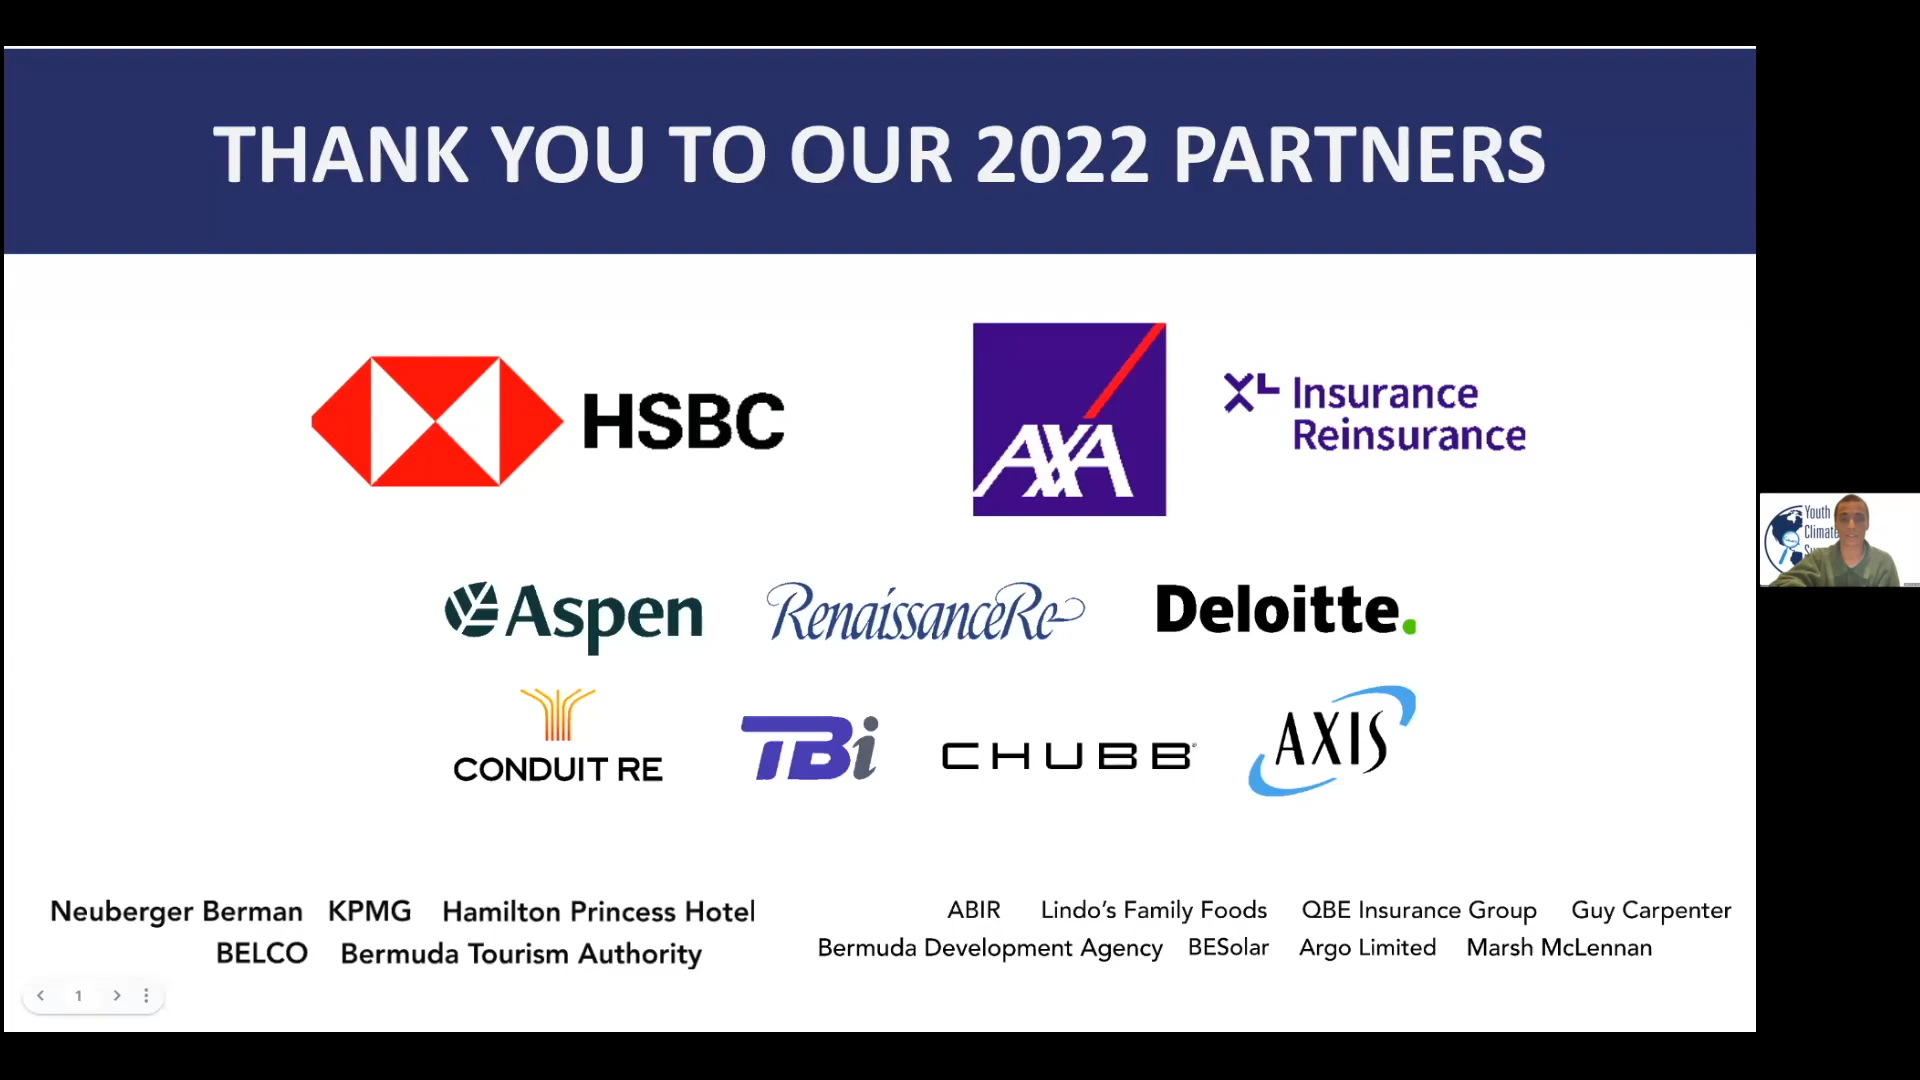 THANK YOU TO OUR 2022 PARTNERS
HSBC
AXA
XL Insurance
Reinsurance
Aspen
RenaissanceRe
Deloitte.
CONDUIT RE
TBi
CHUBB
AXIS
Neuberger Berman KPMG Hamilton Princess Hotel
BELCO Bermuda Tourism Authority
ABIR Lindo's Family Foods QBE Insurance Group Guy Carpenter
Bermuda Development Agency BESolar Argo Limited Marsh McLennan
1
Youth
Climate